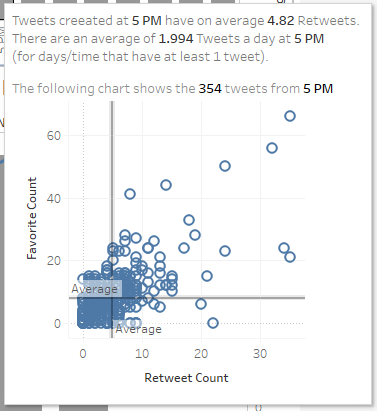 Tweets creeated at 5 PM have on average 4.82 Retweets.
There are an average of 1.994 Tweets a day at 5 PM
(for days/time that have at least 1 tweet).
The following chart shows the 354 tweets from 5 PM
60
40
20
0
Favorite Count
Average
Average
0
10
20
30
Retweet Count